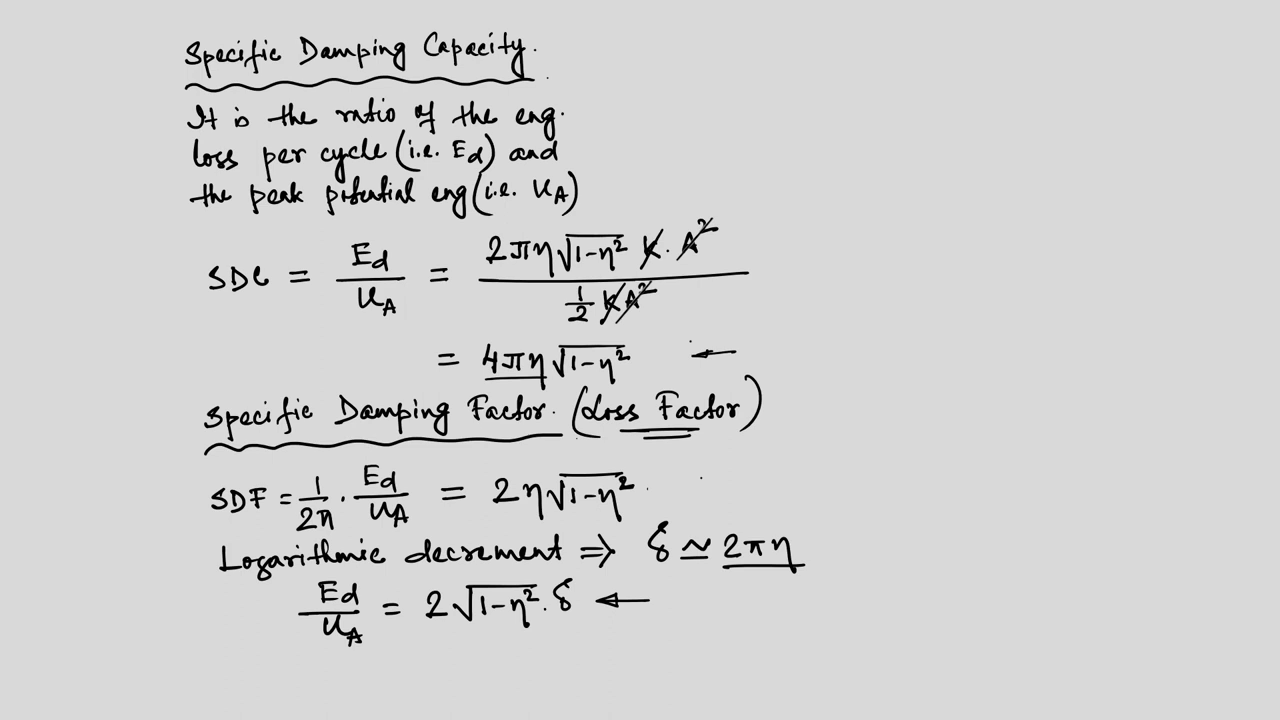 Specific Damping Capacity.
It is the ratio of the eng.
loss per cycle (i.e. Ed) and
the peak potential eng (i.e. UA)
SDC = Ed/UA = 2πη√(1-η²) K. A² / ½ KA²
= 4πη√(1-η²) ←
Specific Damping Factor. (Loss Factor)
SDF = 1/2π . Ed/UA = 2η√(1-η²).
Logarithmic decrement ⇒ δ ≃ 2πη
Ed/UA = 2√(1-η²) . δ ←